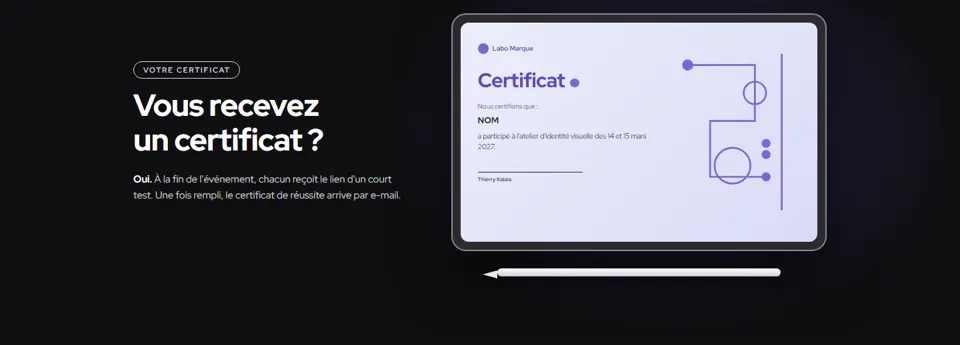 VOTRE CERTIFICAT
Vous recevez
un certificat ?
Oui. À la fin de l'événement, chacun reçoit le lien d'un court
test. Une fois rempli, le certificat de réussite arrive par e-mail.
Labo Marque
Certificat
Nous certifions que :
NOM
a participé à l'atelier d'identité visuelle des 14 et 15 mars
2027.
Thierry Kalala